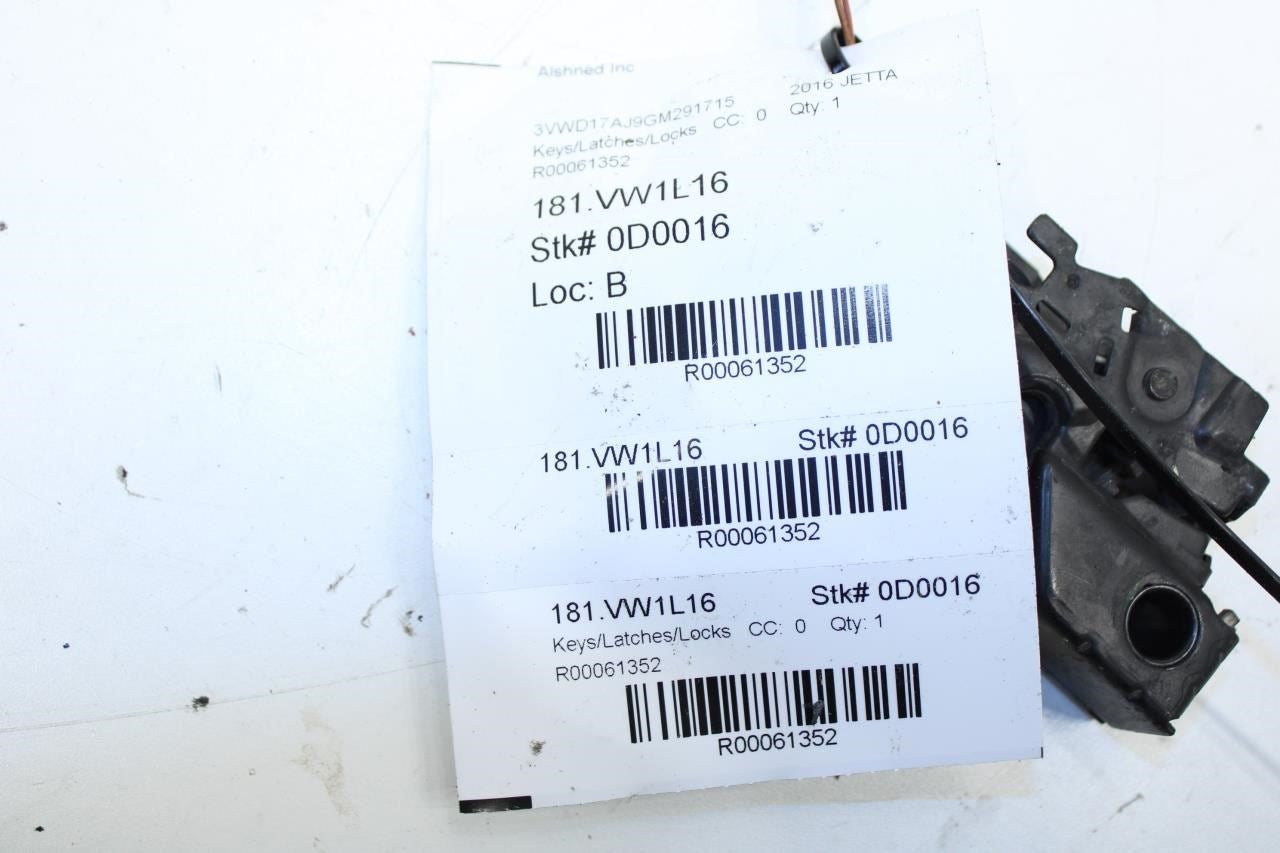 Alshned Inc
3VWD17AJ9GM291715 2016 JETTA
Keys/Latches/Locks CC: 0 Qty: 1
R00061352
181.VW1L16
Stk# 0D0016
Loc: B
R00061352
181.VW1L16 Stk# 0D0016
R00061352
181.VW1L16 Stk# 0D0016
Keys/Latches/Locks CC: 0 Qty: 1
R00061352
R00061352